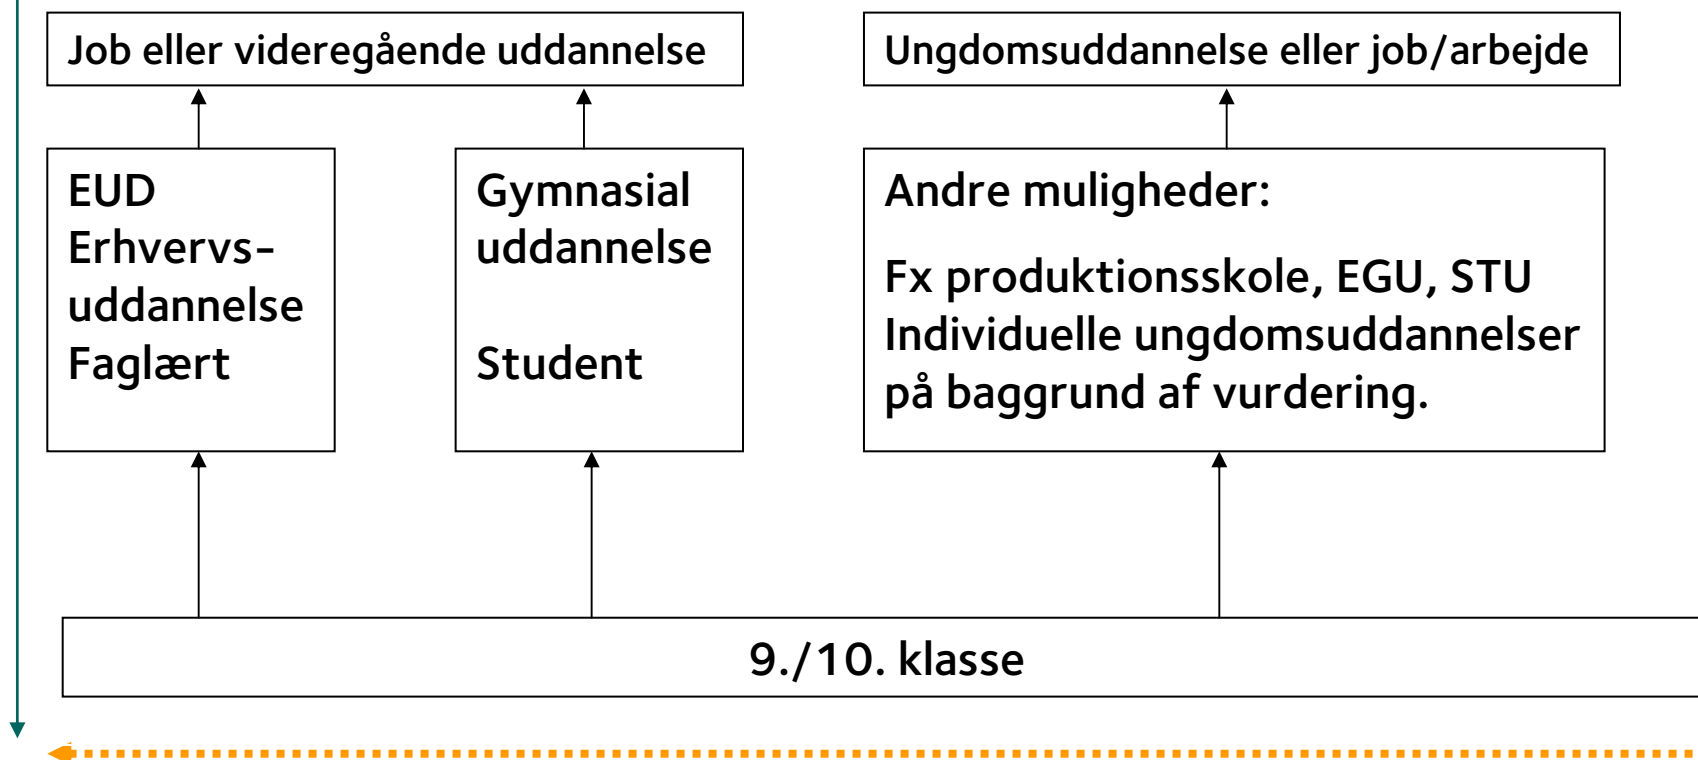 Job eller videregående uddannelse
Ungdomsuddannelse eller job/arbejde
EUD
Erhvervs-
uddannelse
Faglært
Gymnasial
uddannelse
Student
Andre muligheder:
Fx produktionsskole, EGU, STU
Individuelle ungdomsuddannelser
på baggrund af vurdering.
9./10. klasse